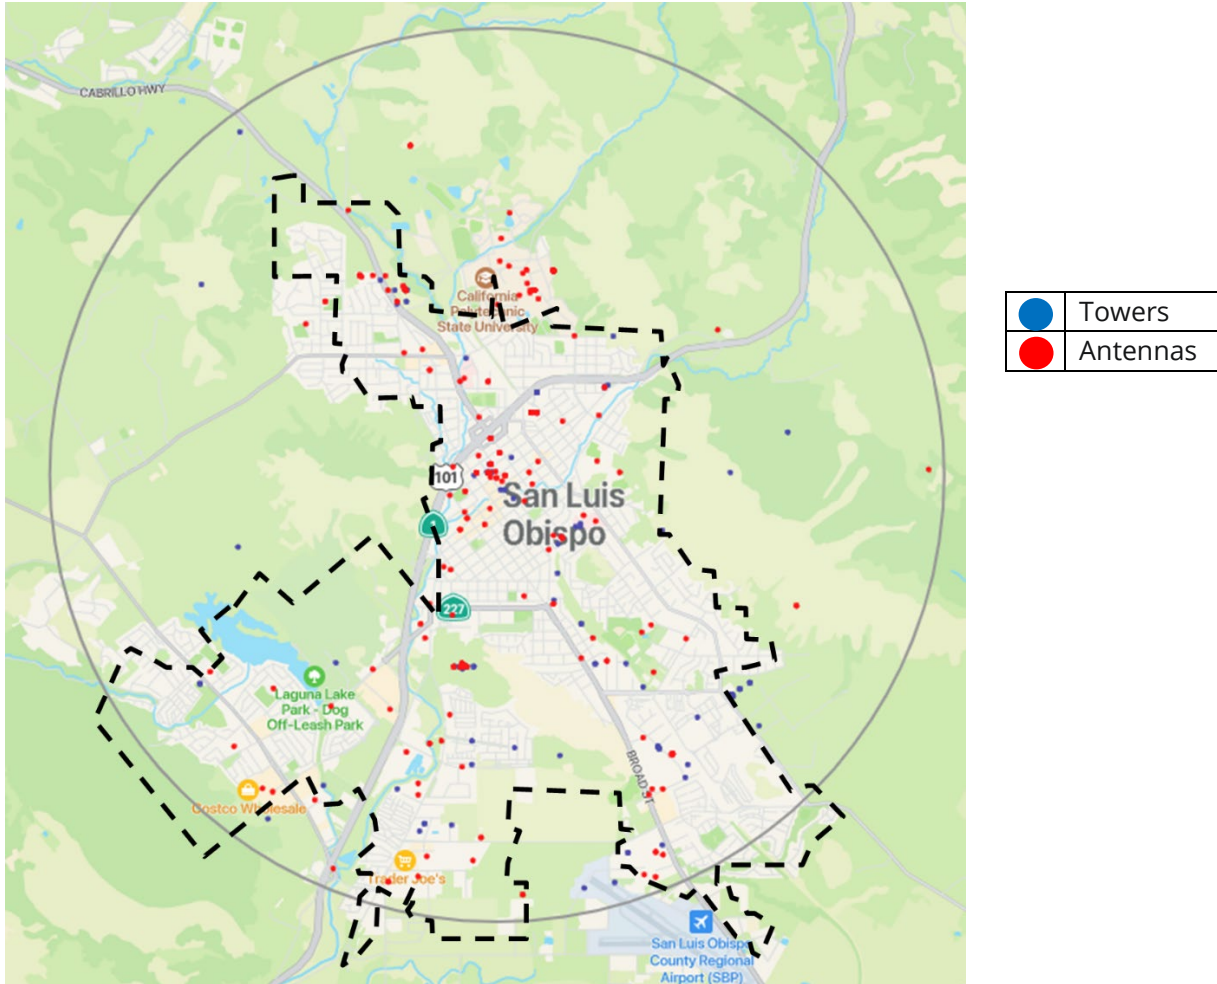 CABRILLO HWY
California
Polytechnic
State University
Towers
Antennas
101
San Luis
Obispo
1
227
Laguna Lake
Park - Dog
Off-Leash Park
BROAD ST
Costco Wholesale
Trader Joe's
San Luis Obispo
County Regional
Airport (SBP)